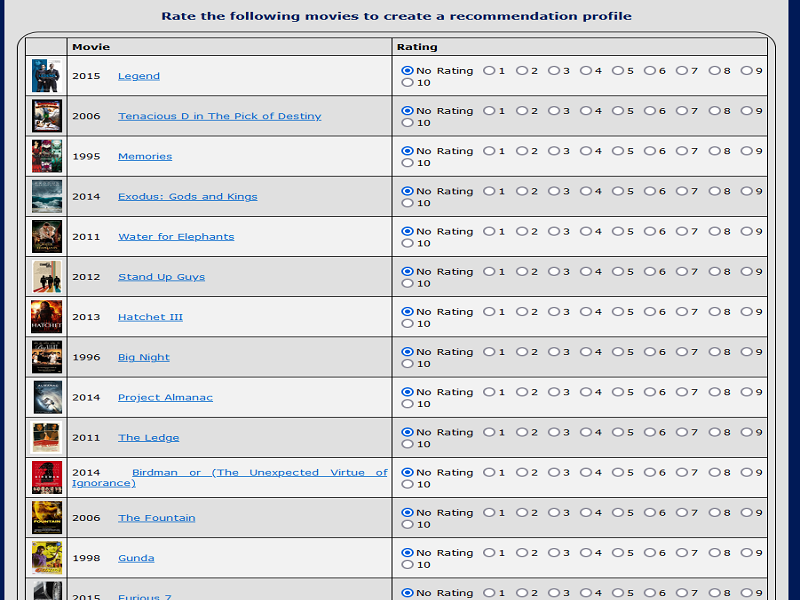 Rate the following movies to create a recommendation profile
Movie Rating
2015 Legend No Rating 1 2 3 4 5 6 7 8 9
10
2006 Tenacious D in The Pick of Destiny No Rating 1 2 3 4 5 6 7 8 9
10
1995 Memories No Rating 1 2 3 4 5 6 7 8 9
10
2014 Exodus: Gods and Kings No Rating 1 2 3 4 5 6 7 8 9
10
2011 Water for Elephants No Rating 1 2 3 4 5 6 7 8 9
10
2012 Stand Up Guys No Rating 1 2 3 4 5 6 7 8 9
10
2013 Hatchet III No Rating 1 2 3 4 5 6 7 8 9
10
HATCHET
1996 Big Night No Rating 1 2 3 4 5 6 7 8 9
10
2014 Project Almanac No Rating 1 2 3 4 5 6 7 8 9
10
2011 The Ledge No Rating 1 2 3 4 5 6 7 8 9
10
2014 Birdman or (The Unexpected Virtue of No Rating 1 2 3 4 5 6 7 8 9
Ignorance) 10
2006 The Fountain No Rating 1 2 3 4 5 6 7 8 9
10
FOUNTAIN
1998 Gunda No Rating 1 2 3 4 5 6 7 8 9
10
2015 Furious 7 No Rating 1 2 3 4 5 6 7 8 9